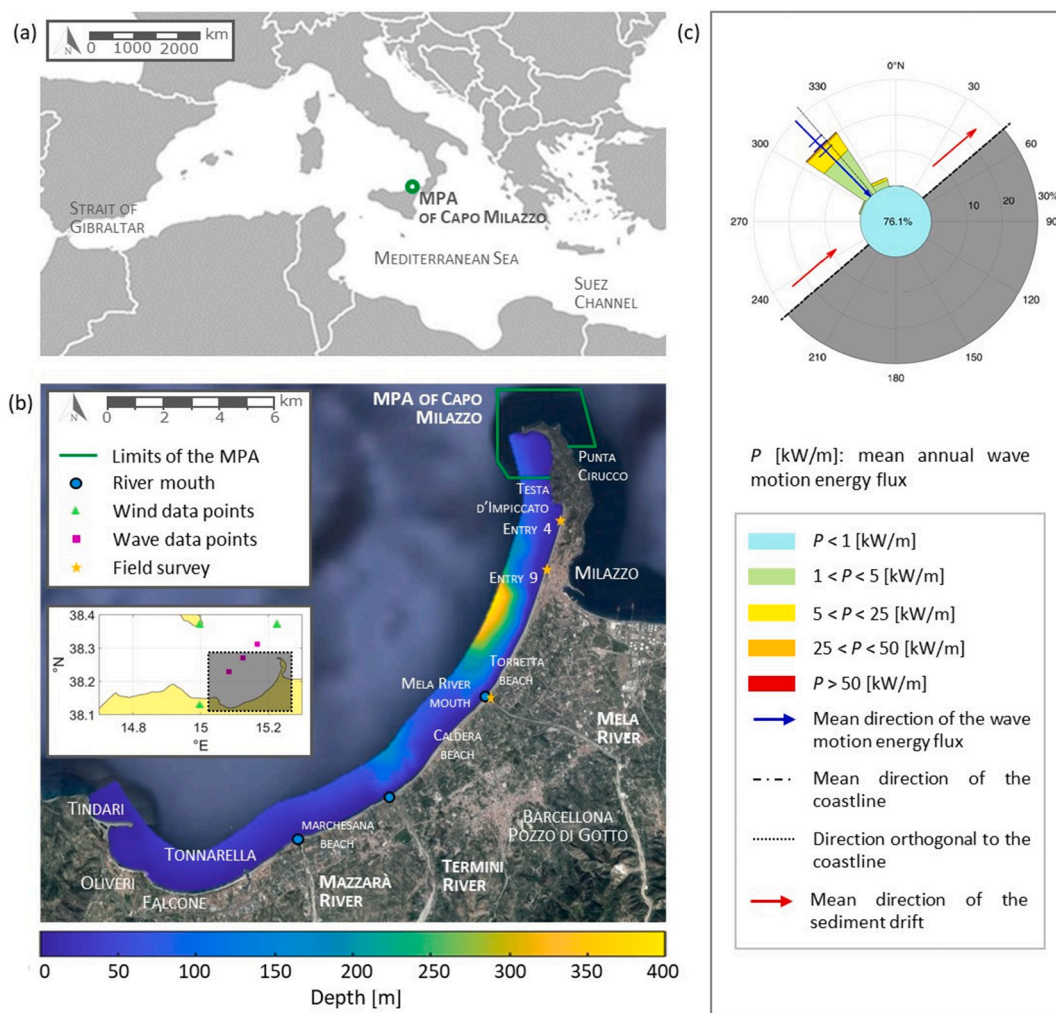 (a)
N
km
0 1000 2000
MPA
OF CAPO MILAZZO
STRAIT OF
GIBRALTAR
MEDITERRANEAN SEA
SUEZ
CHANNEL
(b)
N
km
0 2 4 6
Limits of the MPA
River mouth
Wind data points
Wave data points
Field survey
38.4
38.3
38.2
38.1
°N
14.8 15 15.2
°E
MPA OF CAPO
MILAZZO
PUNTA
CIRUCCO
TESTA
D'IMPICCATO
ENTRY 4
ENTRY 9
MILAZZO
TORRETTA
BEACH
MELA RIVER
MOUTH
MELA
RIVER
CALDERA
BEACH
BARCELLONA
POZZO DI GOTTO
TINDARI
MARCHESANA
BEACH
TONNARELLA
TERMINI
RIVER
OLIVERI
MAZZARÀ
RIVER
FALCONE
0 50 100 150 200 250 300 350 400
Depth [m]
(c)
0°N
330 30
300 60
10 20 30%
270 76.1% 90
240 120
210 150
180
P [kW/m]: mean annual wave
motion energy flux
P < 1 [kW/m]
1 < P < 5 [kW/m]
5 < P < 25 [kW/m]
25 < P < 50 [kW/m]
P > 50 [kW/m]
Mean direction of the wave
motion energy flux
Mean direction of the
coastline
Direction orthogonal to the
coastline
Mean direction of the
sediment drift